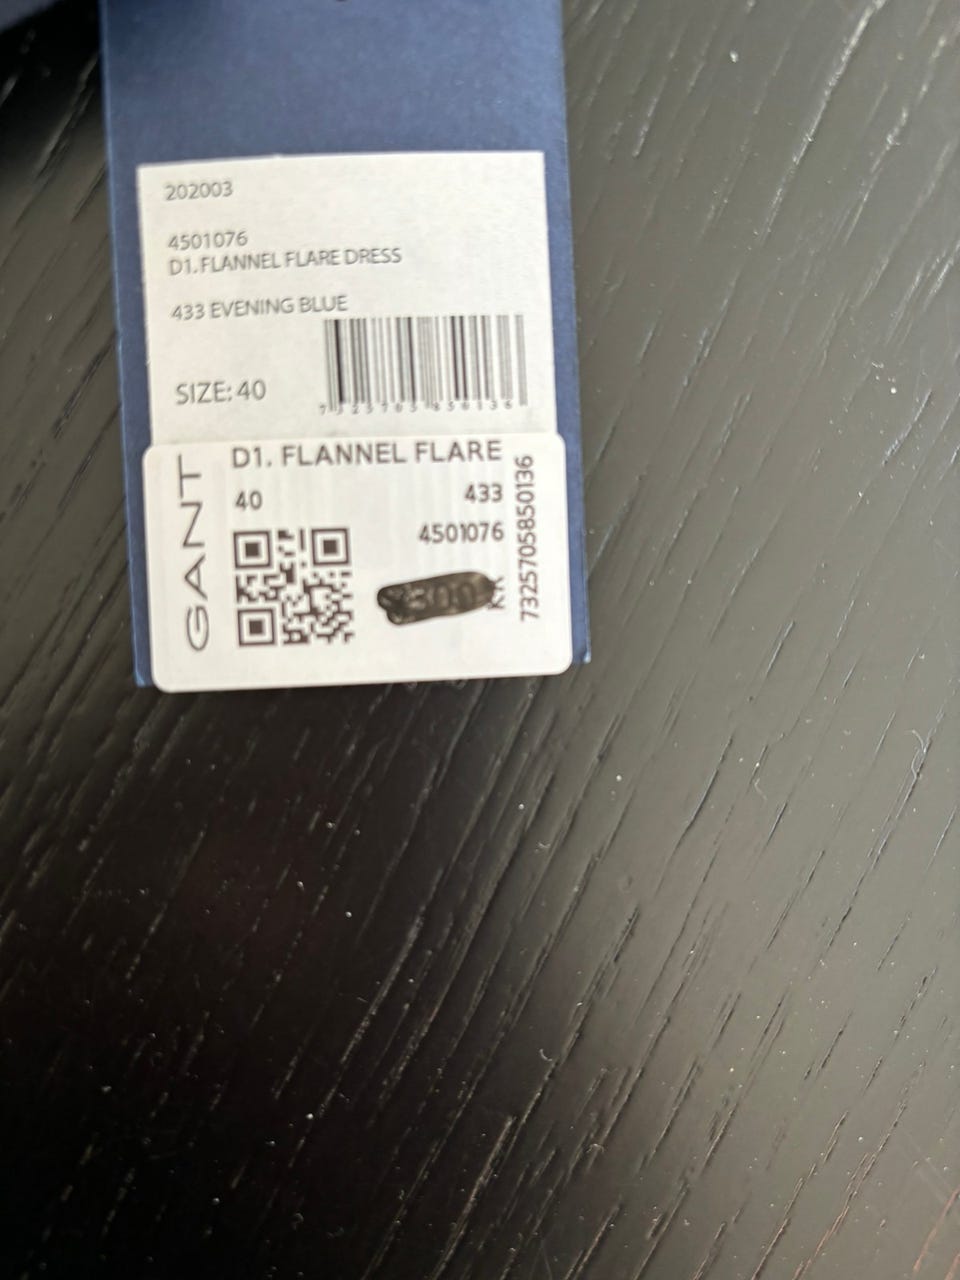 202003
4501076
D1.FLANNEL FLARE DRESS
433 EVENING BLUE
SIZE: 40
D1. FLANNEL FLARE
40
433
4501076
GANT
7325705850136